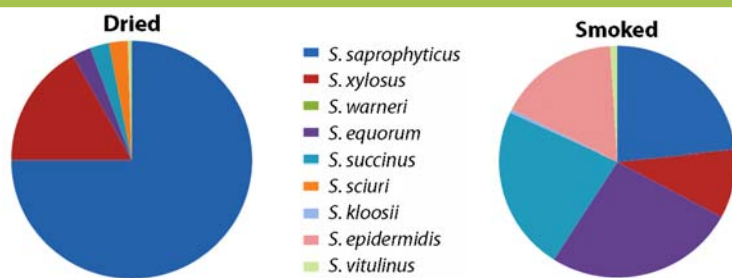 Dried
Smoked
S. saprophyticus
S. xylosus
S. warneri
S. equorum
S. succinus
S. sciuri
S. kloosii
S. epidermidis
S. vitulinus